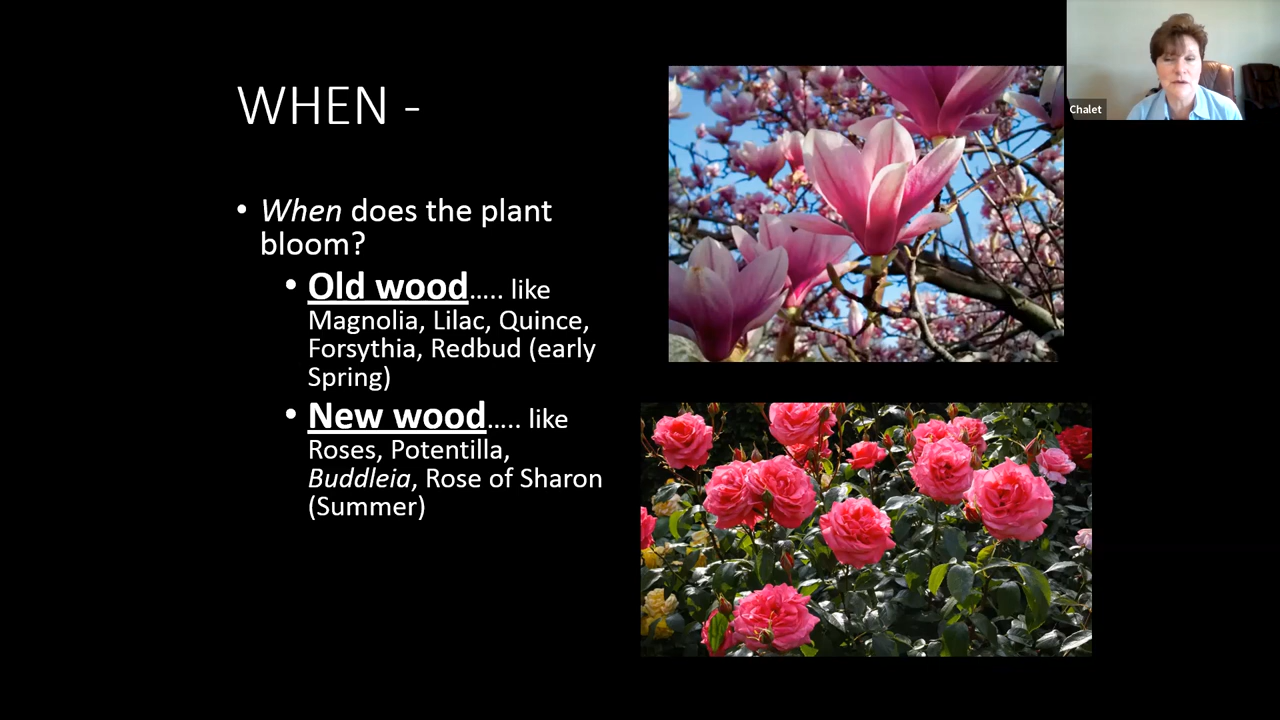 WHEN -
• When does the plant
bloom?
• Old wood….. like
Magnolia, Lilac, Quince,
Forsythia, Redbud (early
Spring)
• New wood….. like
Roses, Potentilla,
Buddleia, Rose of Sharon
(Summer)
Chalet